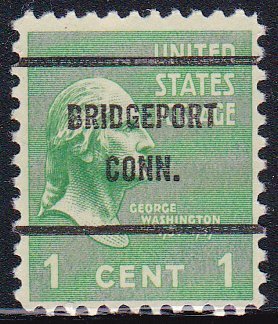 UNITED
STATES
BRIDGEPORT
CONN.
GEORGE
WASHINGTON
1 CENT 1